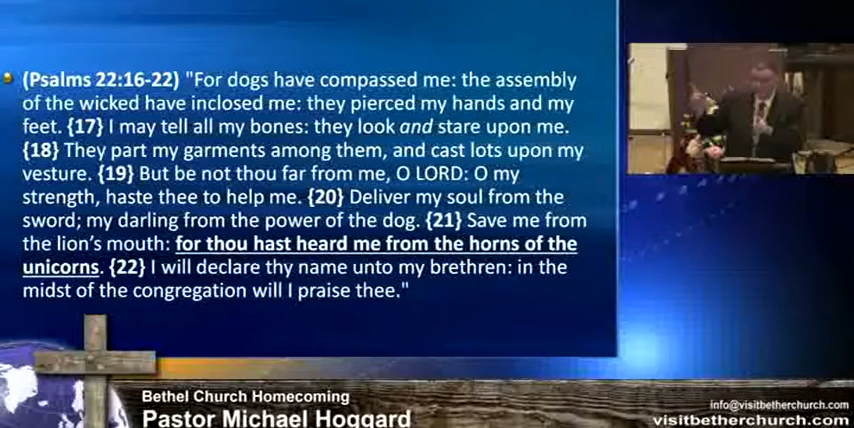 (Psalms 22:16-22) "For dogs have compassed me: the assembly
of the wicked have inclosed me: they pierced my hands and my
feet. {17} I may tell all my bones: they look and stare upon me.
{18} They part my garments among them, and cast lots upon my
vesture. {19} But be not thou far from me, O LORD: O my
strength, haste thee to help me. {20} Deliver my soul from the
sword; my darling from the power of the dog. {21} Save me from
the lion's mouth: for thou hast heard me from the horns of the
unicorns. {22} I will declare thy name unto my brethren: in the
midst of the congregation will I praise thee."
Bethel Church Homecoming
Pastor Michael Hoggard
info@visitbetherchurch.com
visitbetherchurch.com